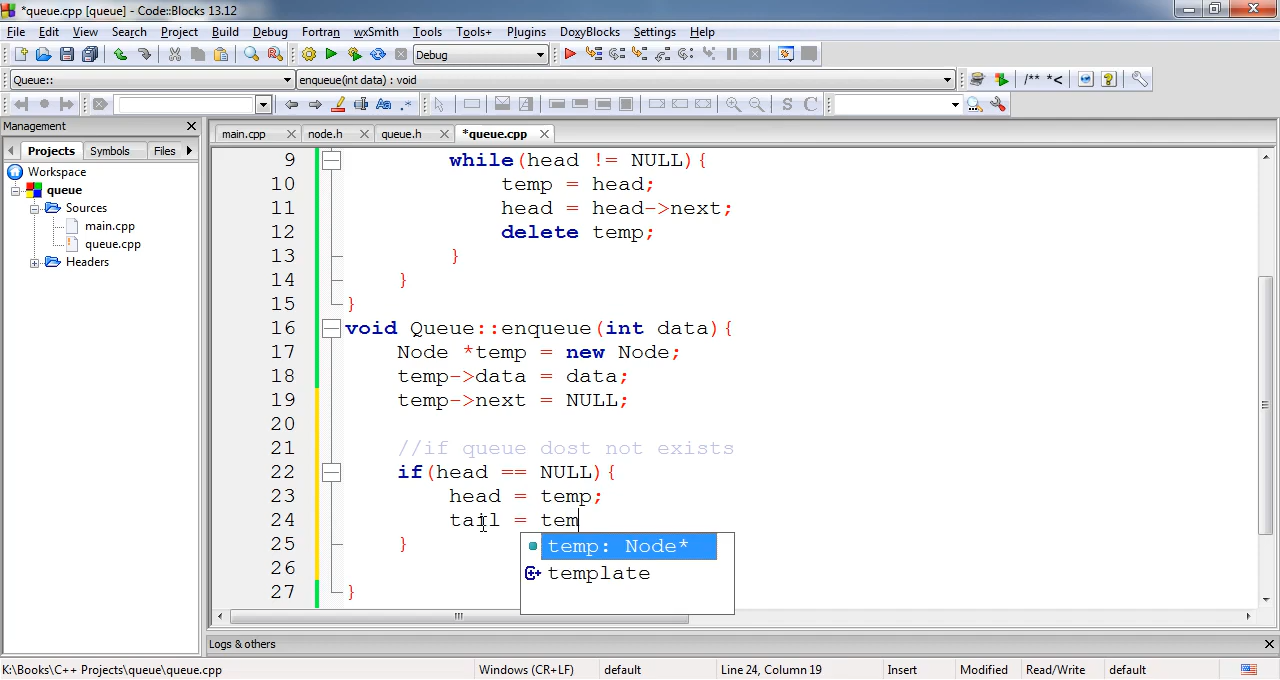 *queue.cpp [queue] - Code::Blocks 13.12
File Edit View Search Project Build Debug Fortran wxSmith Tools Tools+ Plugins DoxyBlocks Settings Help
Debug
Queue:: enqueue(int data) : void /** *<
Aa .* S C
Management
Projects Symbols Files
main.cpp node.h queue.h *queue.cpp
Workspace
queue
Sources
main.cpp
queue.cpp
Headers
9 while(head != NULL){
10 temp = head;
11 head = head->next;
12 delete temp;
13 }
14 }
15 }
16 void Queue::enqueue(int data){
17 Node *temp = new Node;
18 temp->data = data;
19 temp->next = NULL;
20
21 //if queue dost not exists
22 if(head == NULL){
23 head = temp;
24 tail = tem
25 }
26
27 }
temp: Node*
template
Logs & others
K:\Books\C++ Projects\queue\queue.cpp Windows (CR+LF) default Line 24, Column 19 Insert Modified Read/Write default